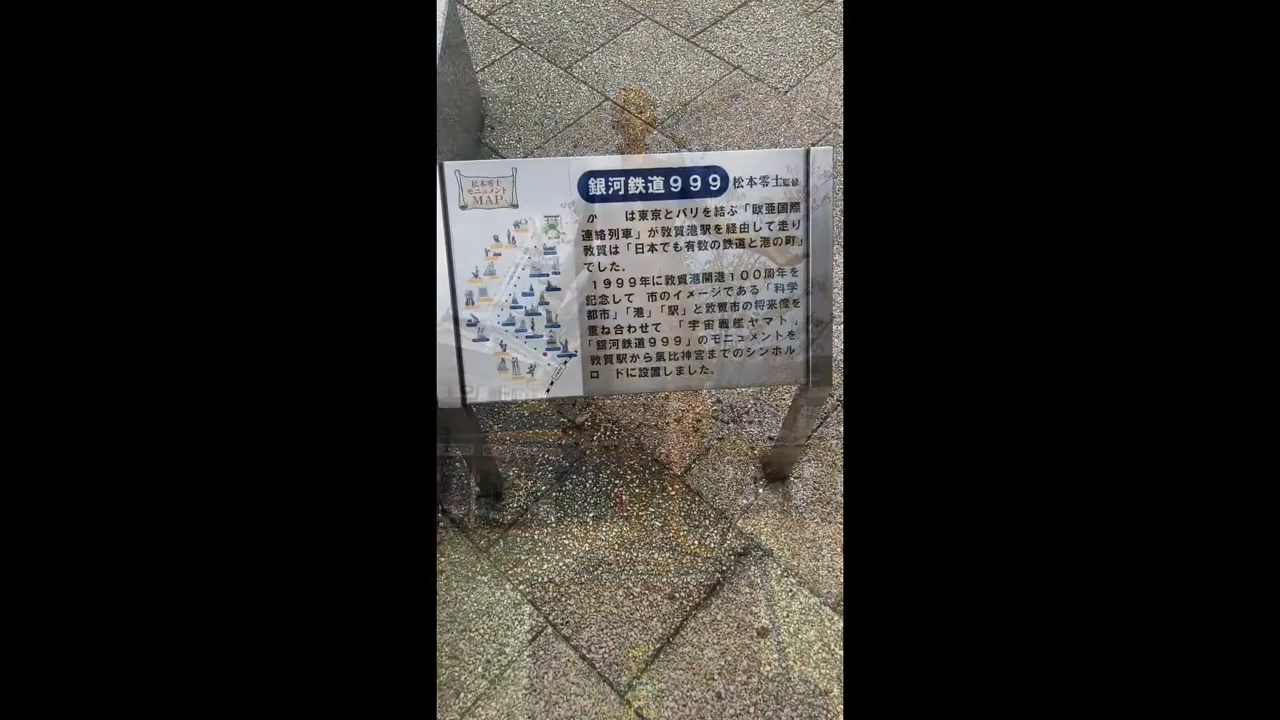 松本零士
モニュメント
MAP
銀河鉄道999 松本零士監修
か　　は東京とパリを結ぶ「欧亜国際
連絡列車」が敦賀港駅を経由して走り
敦賀は「日本でも有数の鉄道と港の町」
でした。
1999年に敦賀港開港100周年を
記念して　市のイメージである「科学
都市」「港」「駅」と敦賀市の将来像を
重ね合わせて　「宇宙戦艦ヤマト」
「銀河鉄道999」のモニュメントを
敦賀駅から氣比神宮までのシンボル
ロ　ドに設置しました。